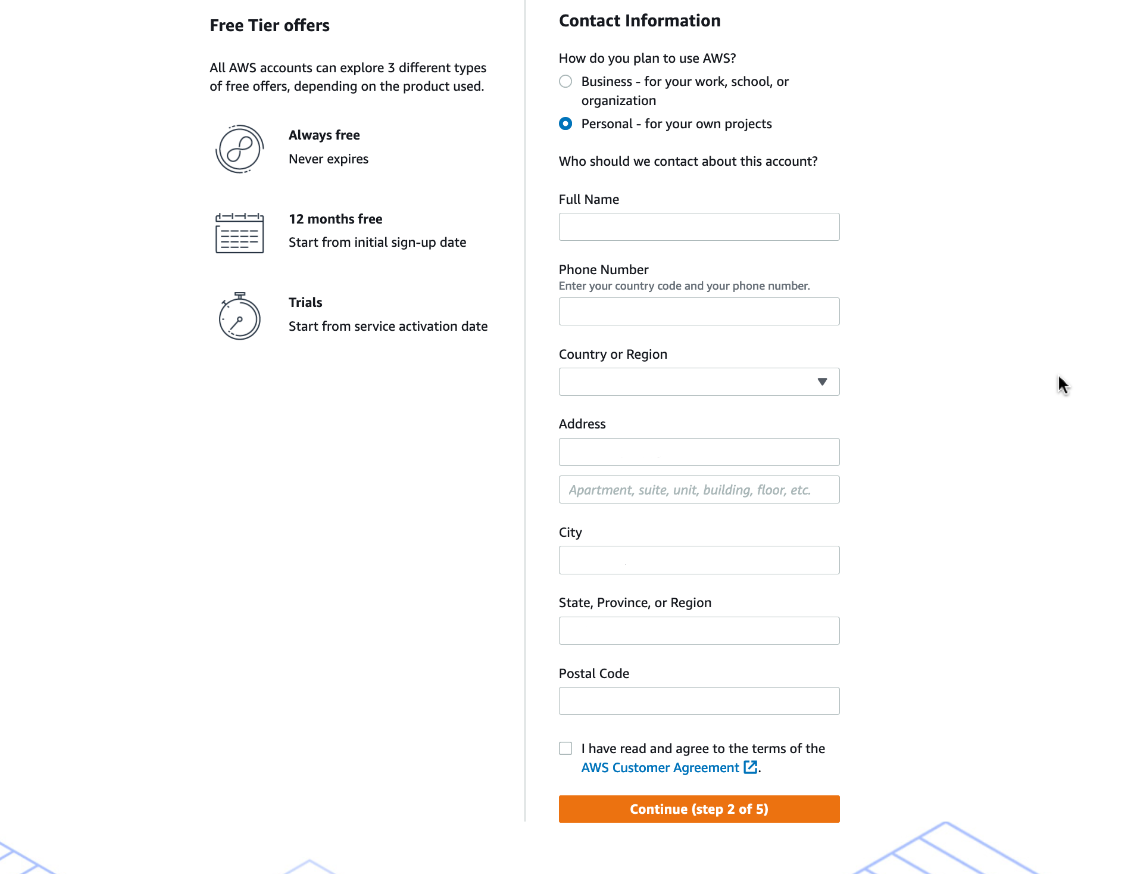 Free Tier offers
All AWS accounts can explore 3 different types
of free offers, depending on the product used.
Always free
Never expires
12 months free
Start from initial sign-up date
Trials
Start from service activation date
Contact Information
How do you plan to use AWS?
Business - for your work, school, or
organization
Personal - for your own projects
Who should we contact about this account?
Full Name
Phone Number
Enter your country code and your phone number.
Country or Region
Address
Apartment, suite, unit, building, floor, etc.
City
State, Province, or Region
Postal Code
I have read and agree to the terms of the
AWS Customer Agreement.
Continue (step 2 of 5)